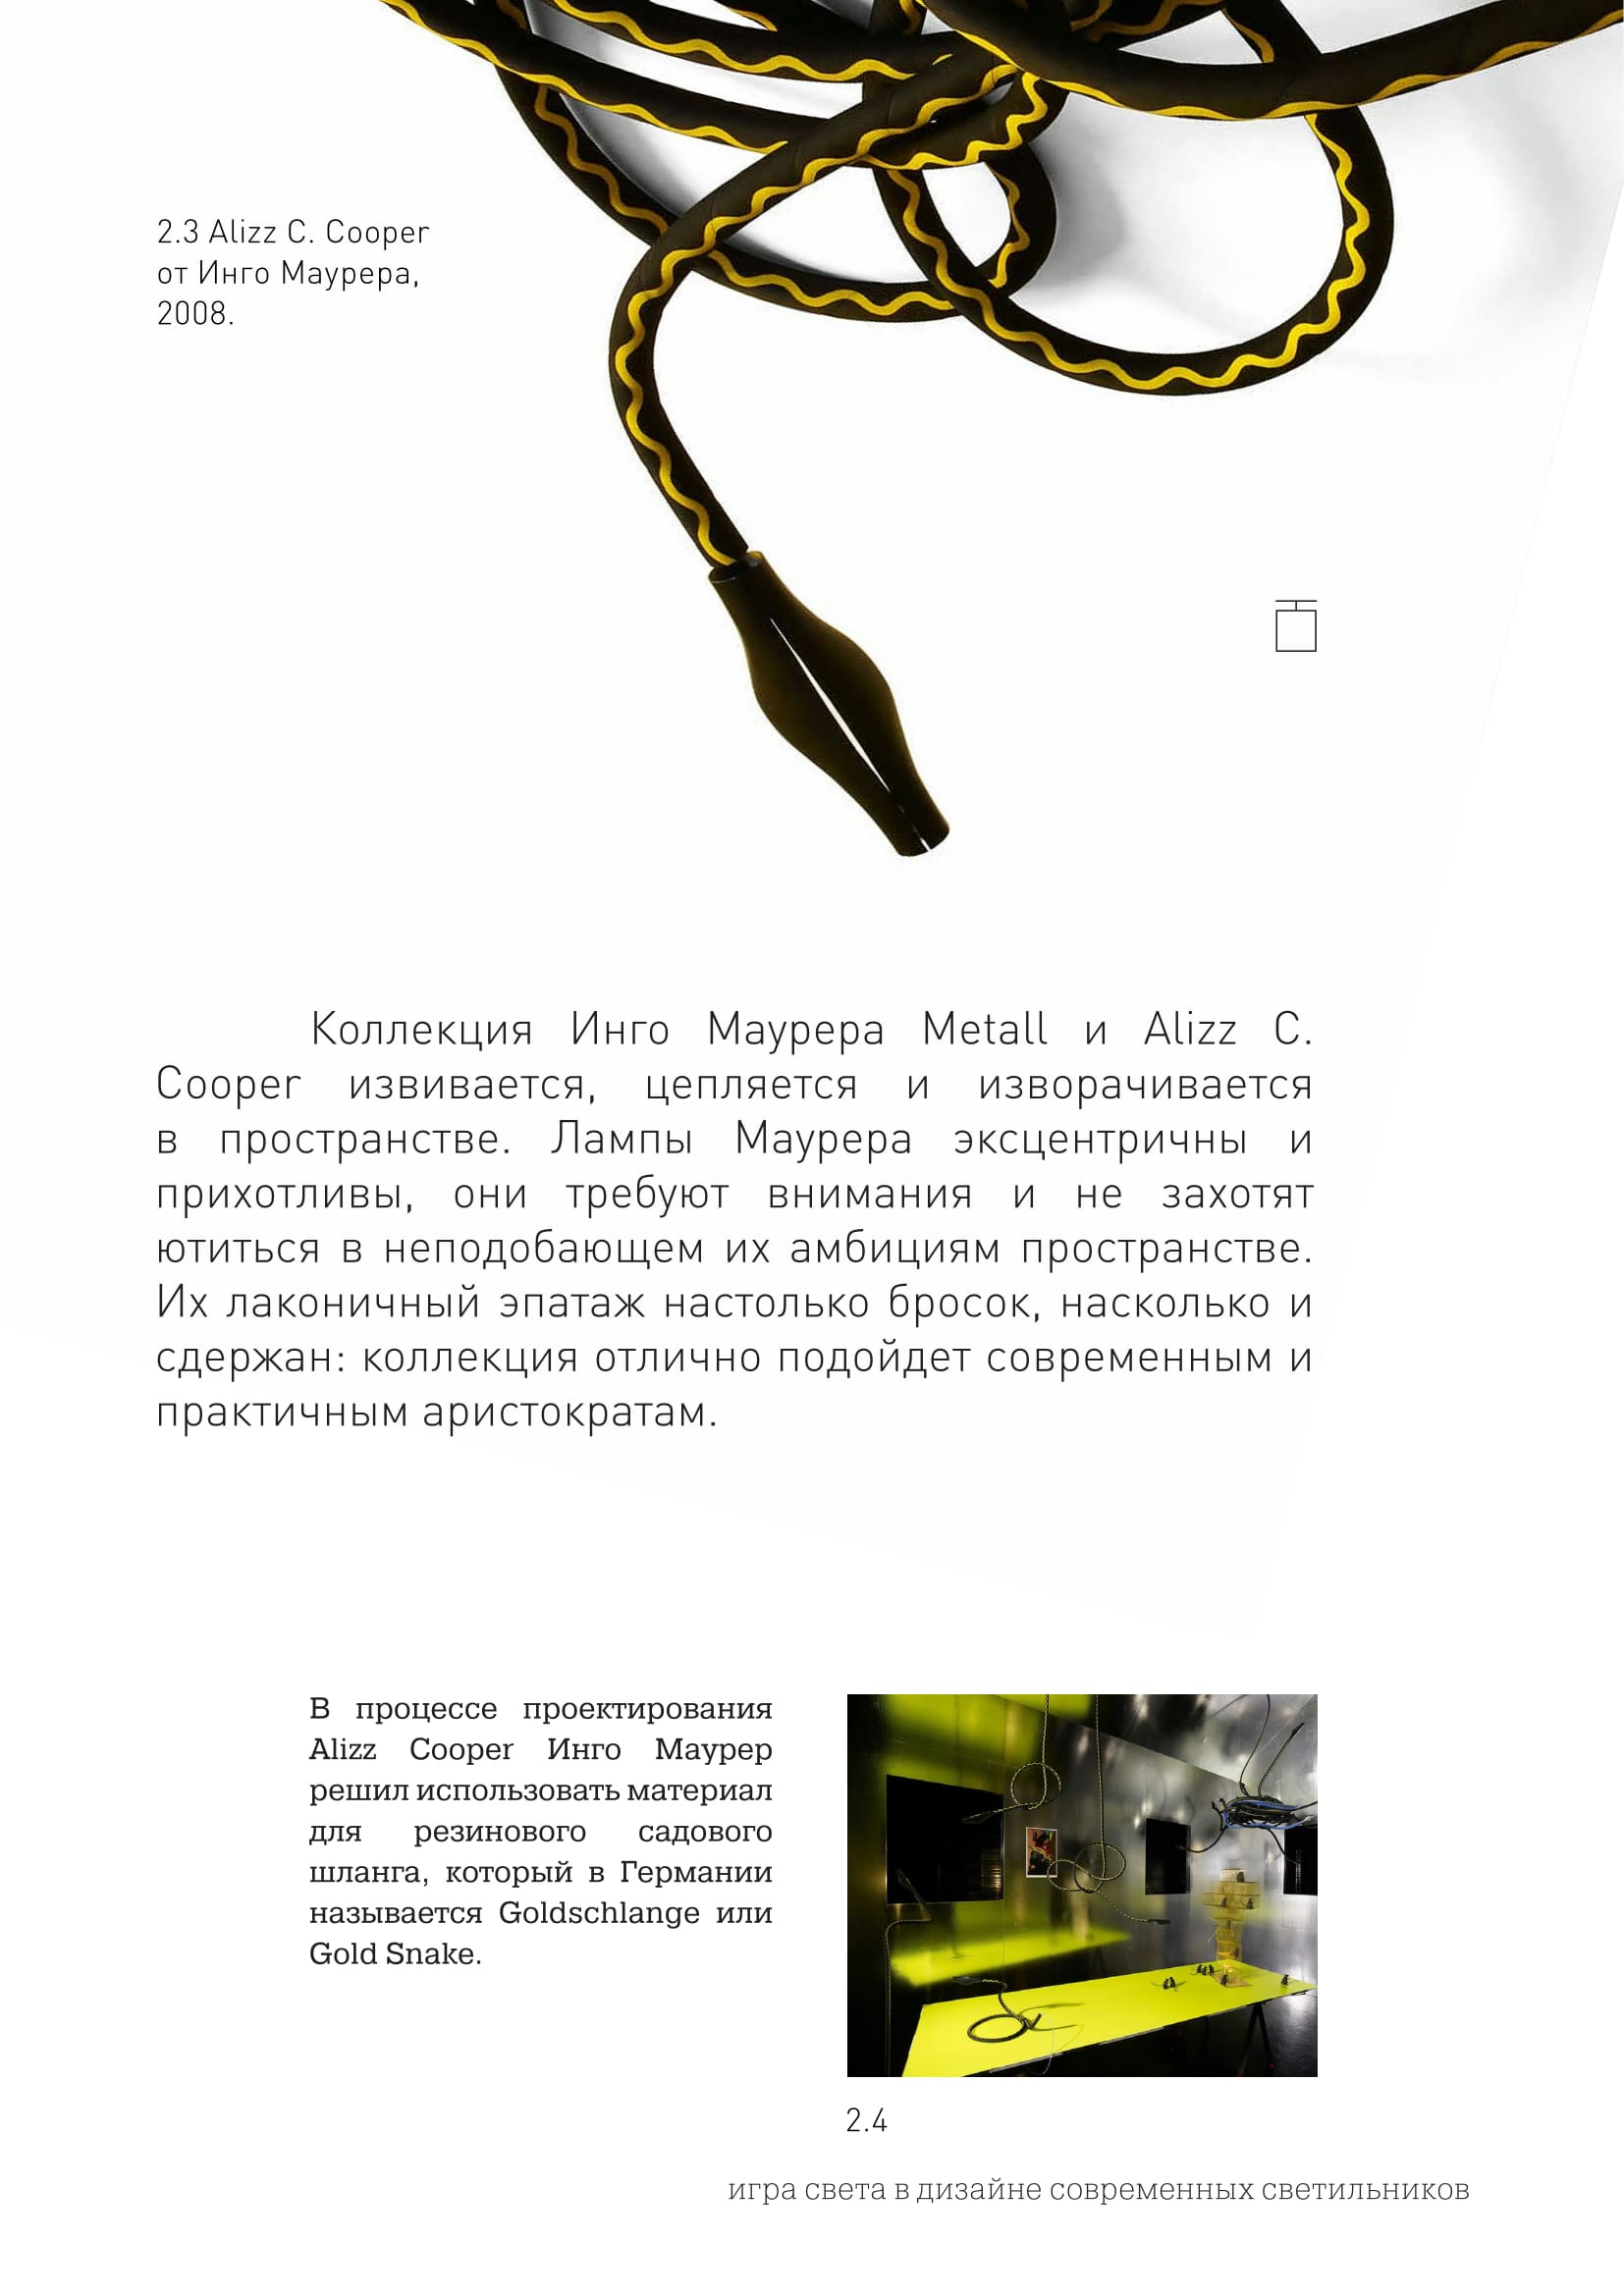 2.3 Alizz C. Cooper
от Инго Маурера,
2008.
Коллекция Инго Маурера Metall и Alizz C.
Cooper извивается, цепляется и изворачивается
в пространстве. Лампы Маурера эксцентричны и
прихотливы, они требуют внимания и не захотят
ютиться в неподобающем их амбициям пространстве.
Их лаконичный эпатаж настолько бросок, насколько и
сдержан: коллекция отлично подойдет современным и
практичным аристократам.
В процессе проектирования
Alizz Cooper Инго Маурер
решил использовать материал
для резинового садового
шланга, который в Германии
называется Goldschlange или
Gold Snake.
2.4
игра света в дизайне современных светильников